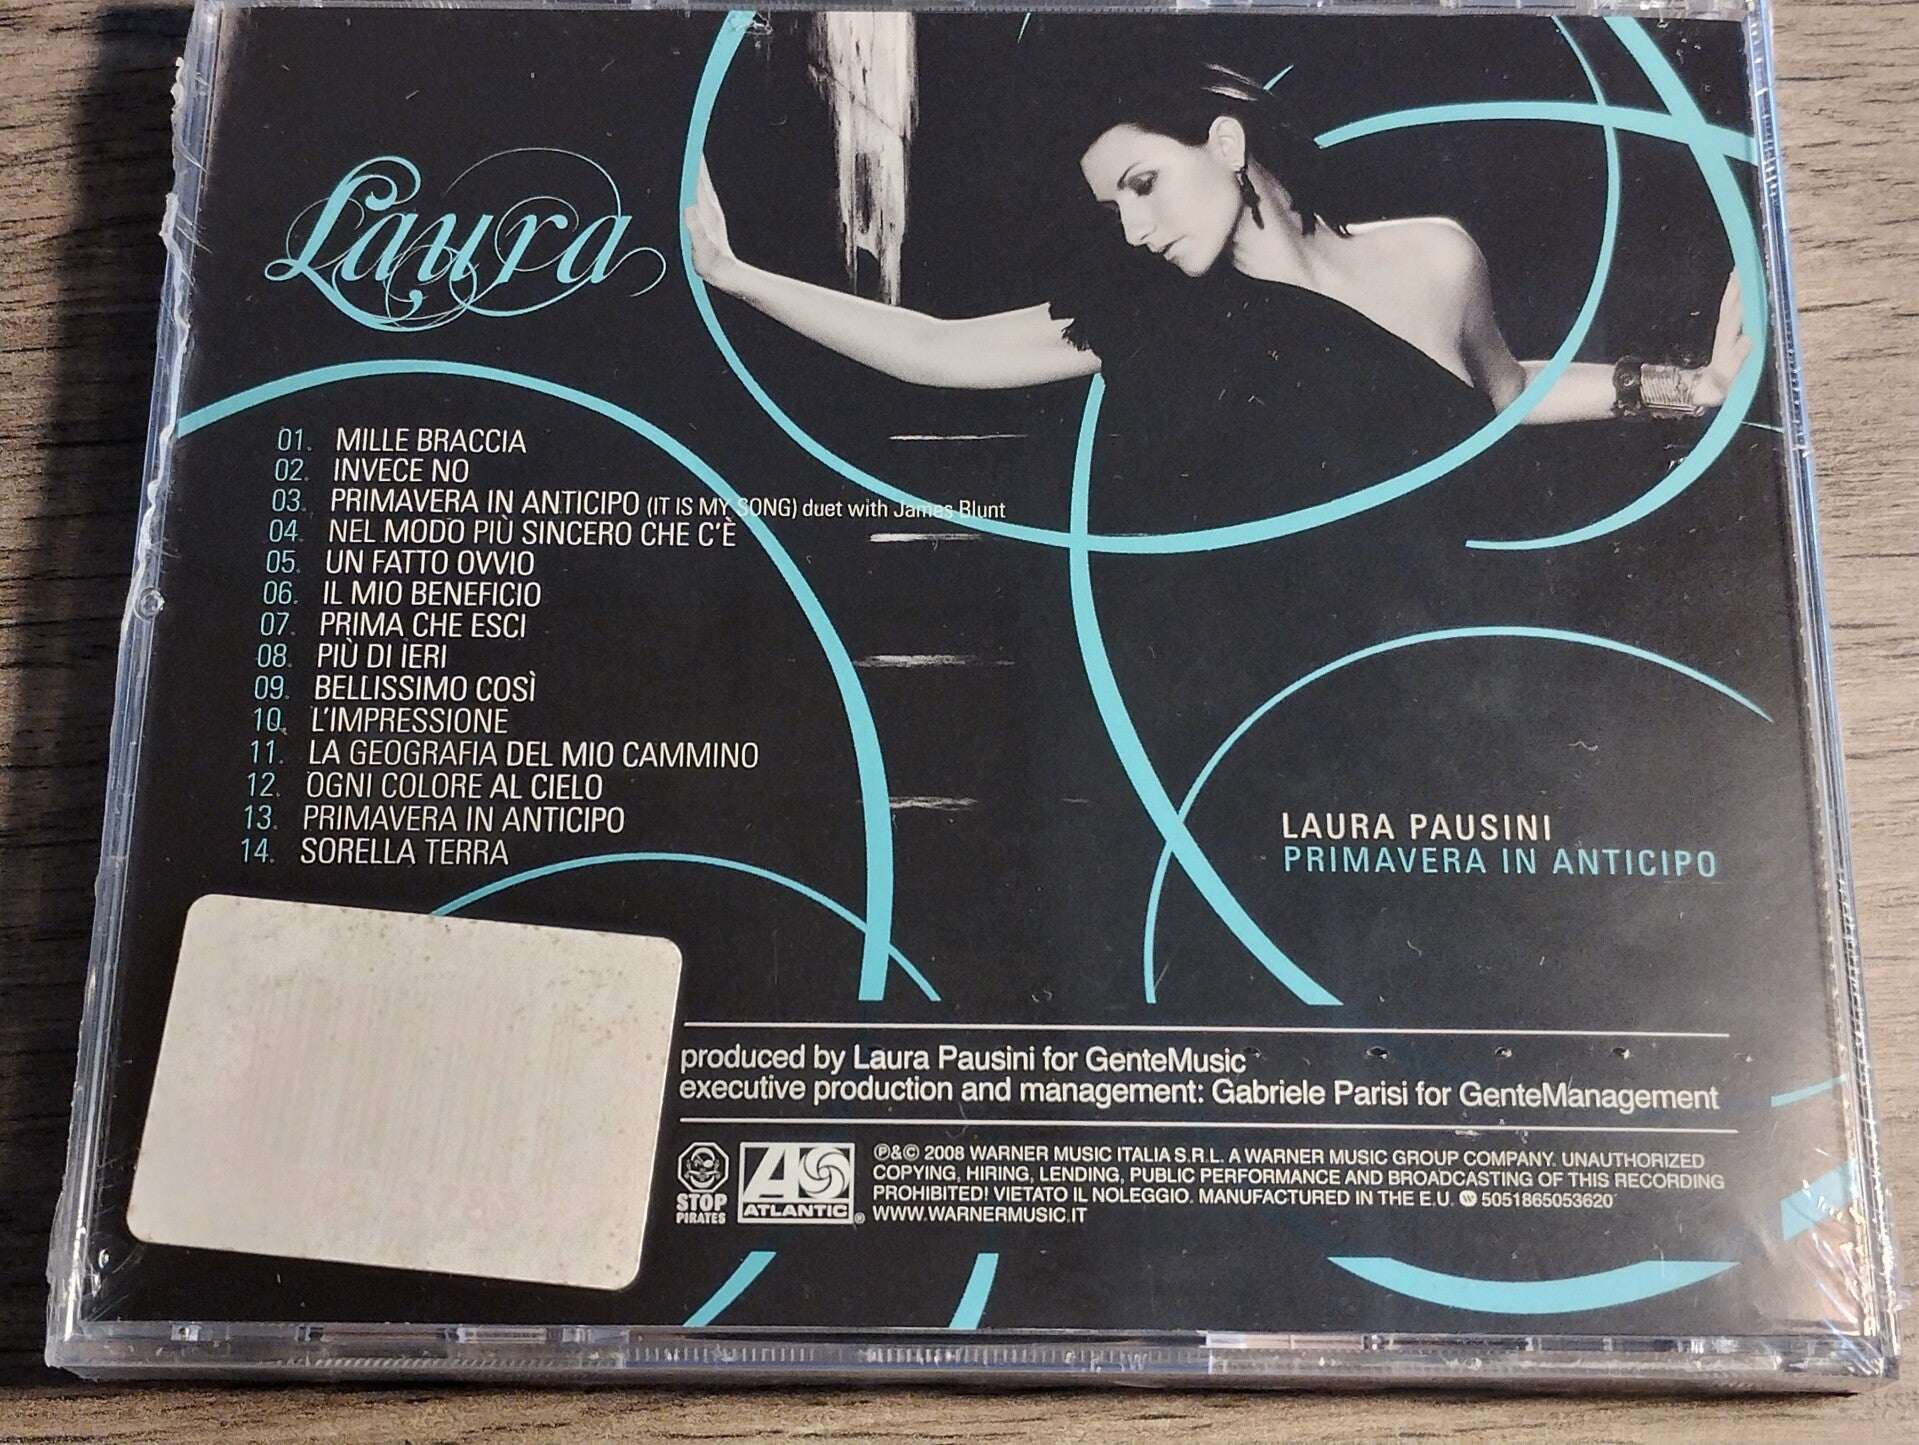 Laura
01. MILLE BRACCIA
02. INVECE NO
03. PRIMAVERA IN ANTICIPO (IT IS MY SONG) duet with James Blunt
04. NEL MODO PIÙ SINCERO CHE C'È
05. UN FATTO OVVIO
06. IL MIO BENEFICIO
07. PRIMA CHE ESCI
08. PIÙ DI IERI
09. BELLISSIMO COSÌ
10. L'IMPRESSIONE
11. LA GEOGRAFIA DEL MIO CAMMINO
12. OGNI COLORE AL CIELO
13. PRIMAVERA IN ANTICIPO
14. SORELLA TERRA
LAURA PAUSINI
PRIMAVERA IN ANTICIPO
produced by Laura Pausini for GenteMusic
executive production and management: Gabriele Parisi for GenteManagement
STOP
PIRATES
ATLANTIC®
℗&© 2008 WARNER MUSIC ITALIA S.R.L. A WARNER MUSIC GROUP COMPANY. UNAUTHORIZED
COPYING, HIRING, LENDING, PUBLIC PERFORMANCE AND BROADCASTING OF THIS RECORDING
PROHIBITED! VIETATO IL NOLEGGIO. MANUFACTURED IN THE E.U. 5051865053620
WWW.WARNERMUSIC.IT